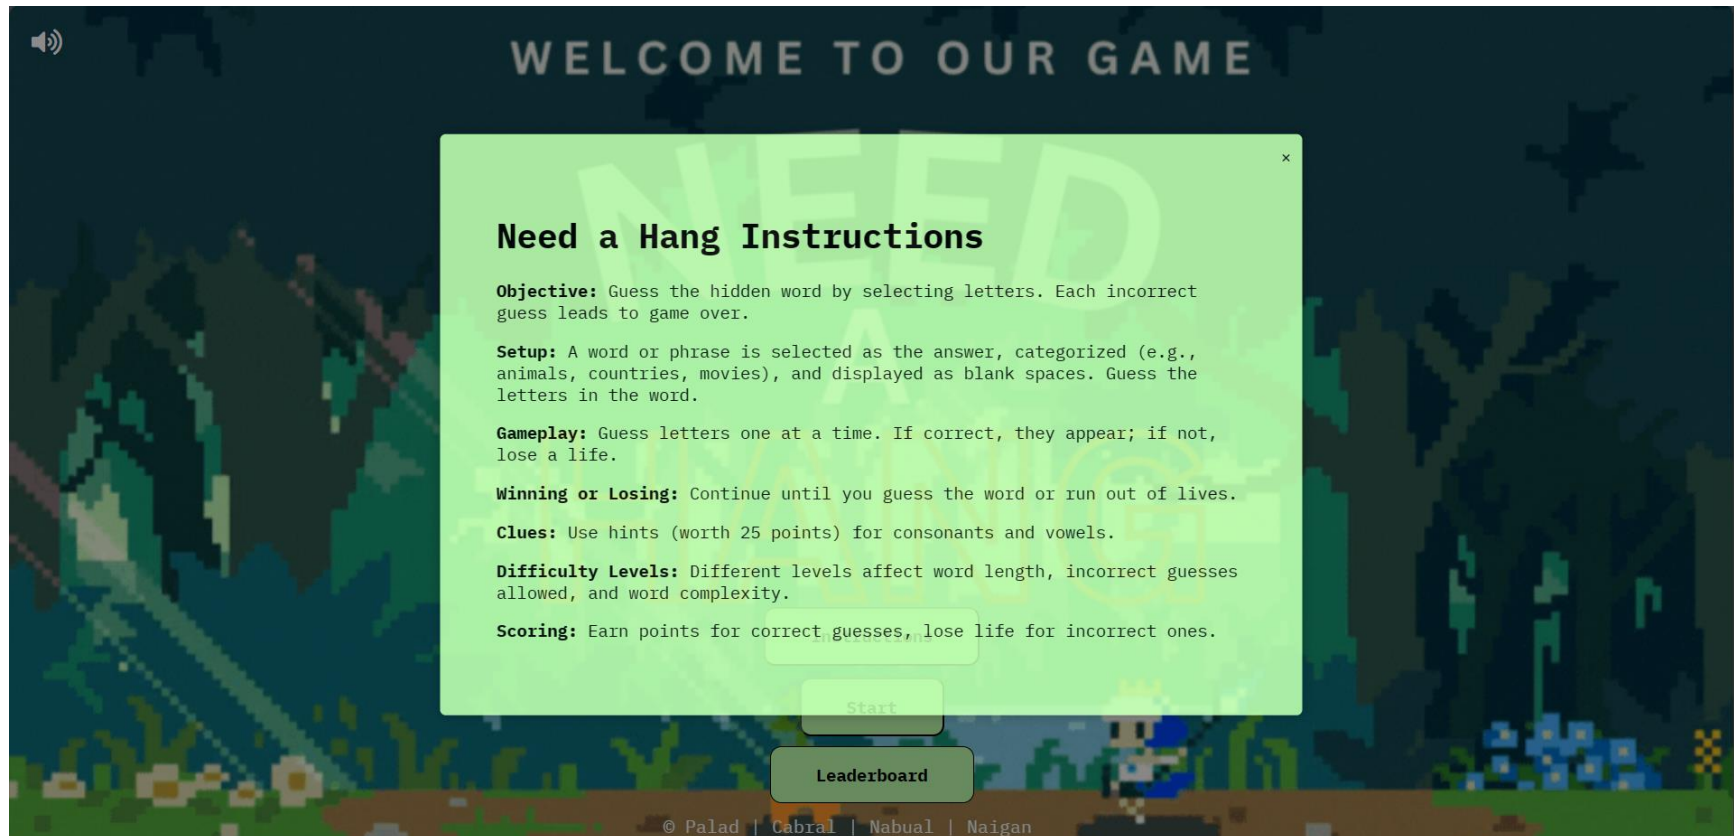 WELCOME TO OUR GAME
NEED
A
HANG
×
Need a Hang Instructions
Objective: Guess the hidden word by selecting letters. Each incorrect
guess leads to game over.
Setup: A word or phrase is selected as the answer, categorized (e.g.,
animals, countries, movies), and displayed as blank spaces. Guess the
letters in the word.
Gameplay: Guess letters one at a time. If correct, they appear; if not,
lose a life.
Winning or Losing: Continue until you guess the word or run out of lives.
Clues: Use hints (worth 25 points) for consonants and vowels.
Difficulty Levels: Different levels affect word length, incorrect guesses
allowed, and word complexity.
Scoring: Earn points for correct guesses, lose life for incorrect ones.
Instructions
Start
Leaderboard
© Palad | Cabral | Nabual | Naigan